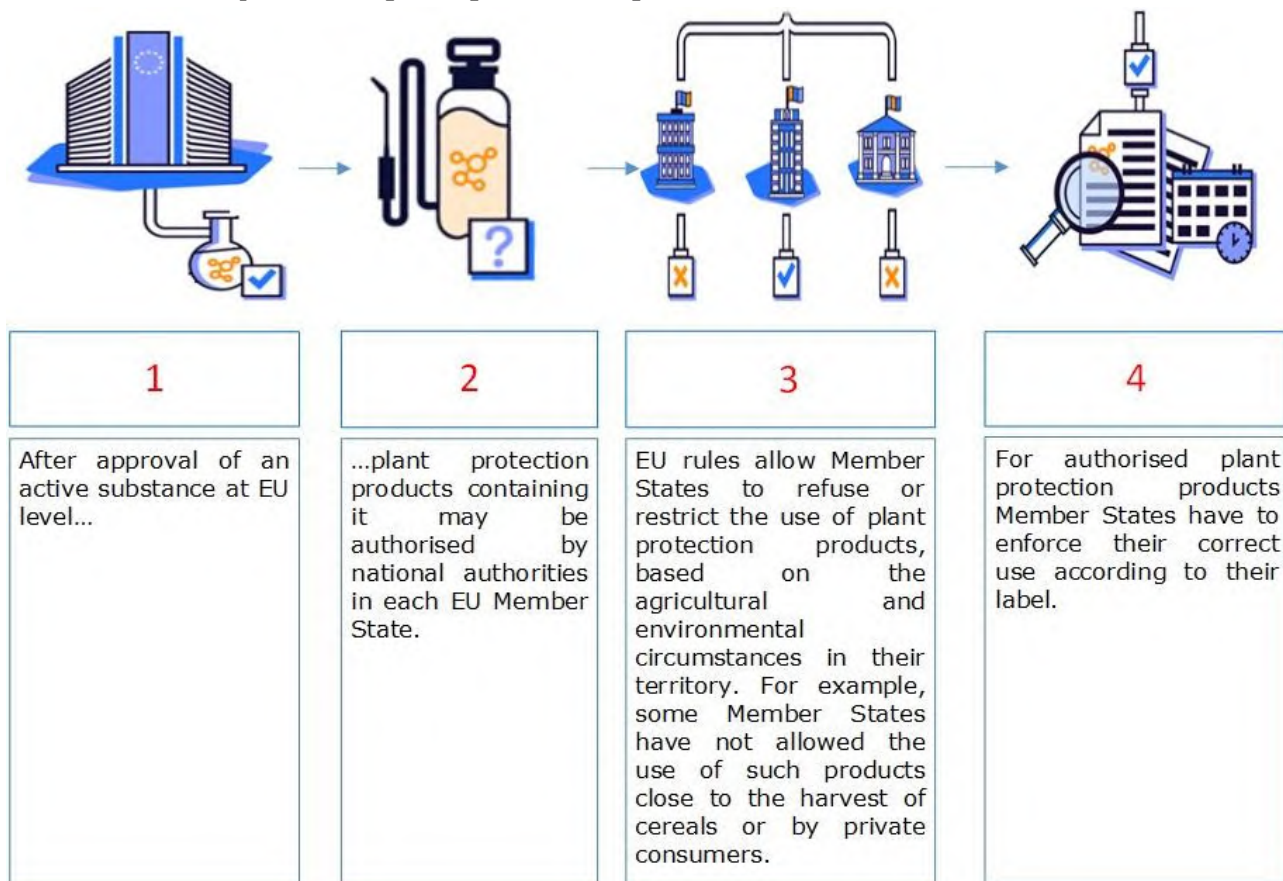 1
2
3
4
After approval of an
active substance at EU
level...
...plant protection
products containing
it may be
authorised by
national authorities
in each EU Member
State.
EU rules allow Member
States to refuse or
restrict the use of plant
protection products,
based on the
agricultural and
environmental
circumstances in their
territory. For example,
some Member States
have not allowed the
use of such products
close to the harvest of
cereals or by private
consumers.
For authorised plant
protection products
Member States have to
enforce their correct
use according to their
label.